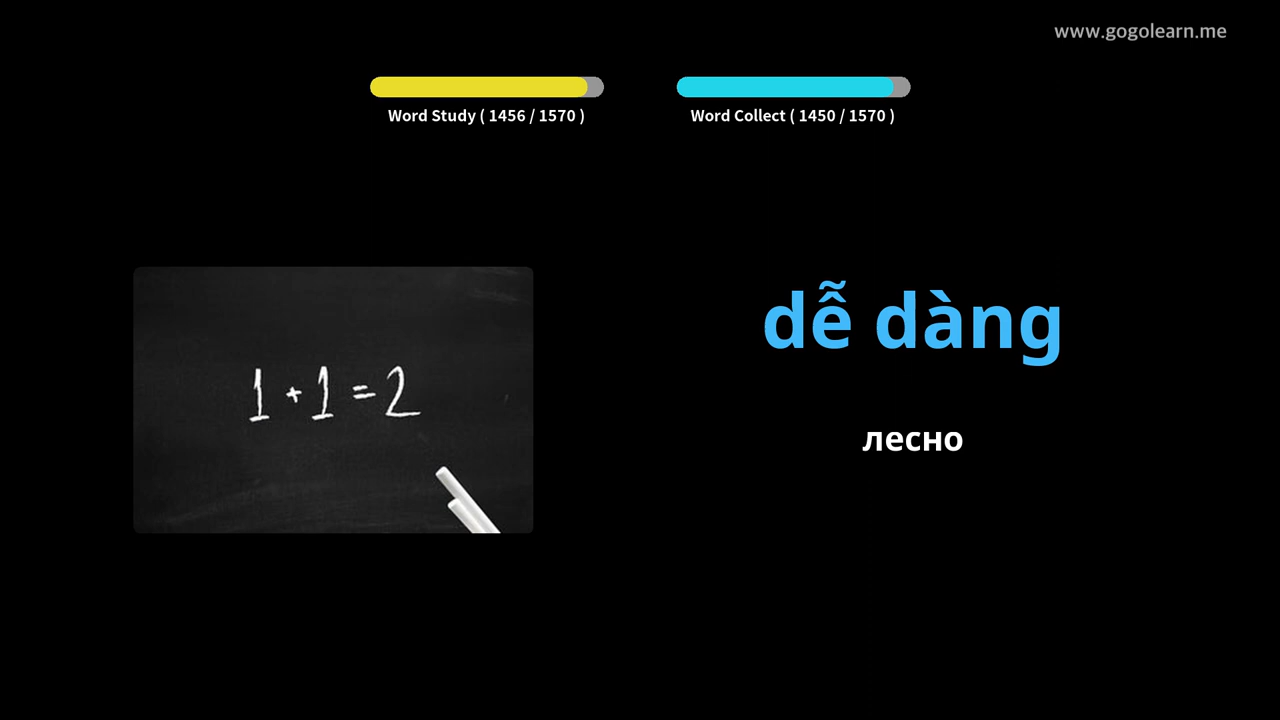 www.gogolearn.me
Word Study ( 1456 / 1570 )
Word Collect ( 1450 / 1570 )
1 + 1 = 2
dễ dàng
лесно